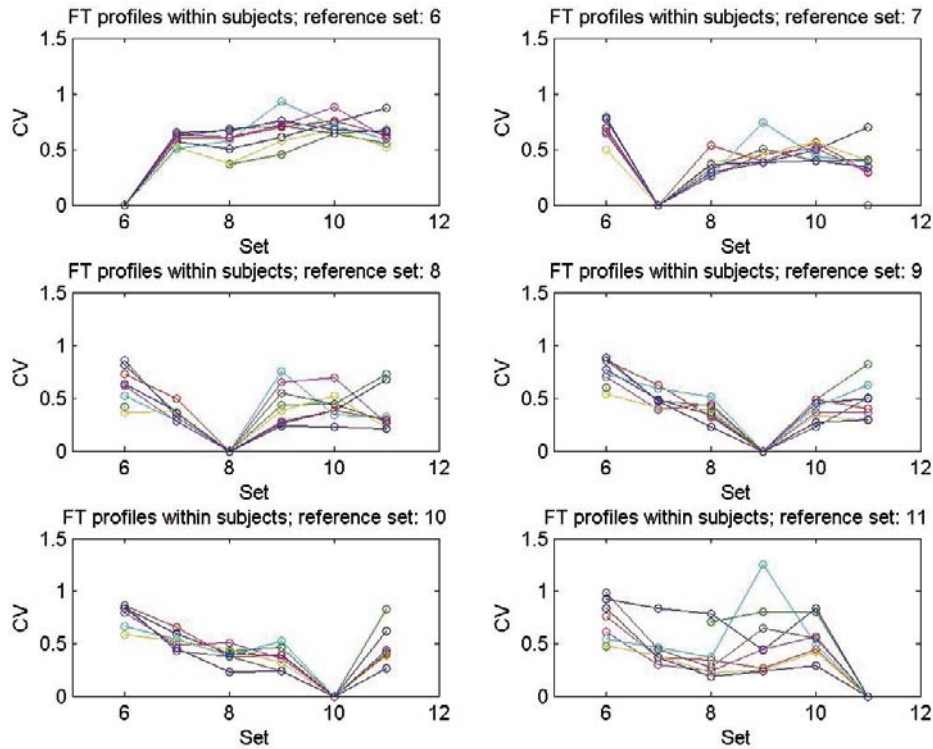 FT profiles within subjects; reference set: 6
1.5
1
0.5
0
CV
6 8 10 12
Set
FT profiles within subjects; reference set: 7
1.5
1
0.5
0
CV
6 8 10 12
Set
FT profiles within subjects; reference set: 8
1.5
1
0.5
0
CV
6 8 10 12
Set
FT profiles within subjects; reference set: 9
1.5
1
0.5
0
CV
6 8 10 12
Set
FT profiles within subjects; reference set: 10
1.5
1
0.5
0
CV
6 8 10 12
Set
FT profiles within subjects; reference set: 11
1.5
1
0.5
0
CV
6 8 10 12
Set